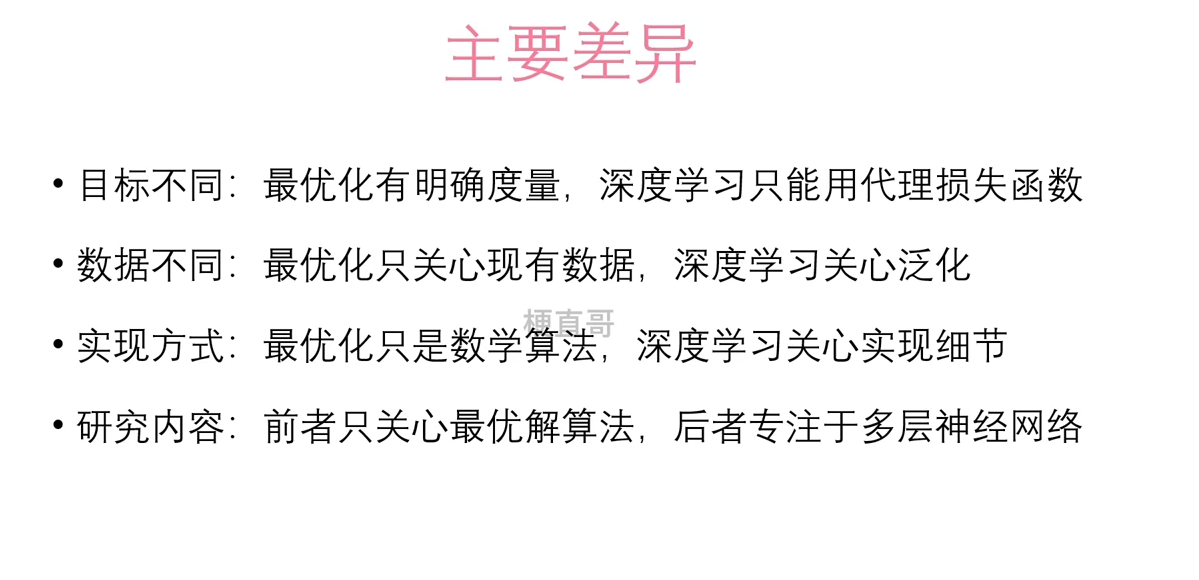 主要差异
• 目标不同：最优化有明确度量，深度学习只能用代理损失函数
• 数据不同：最优化只关心现有数据，深度学习关心泛化
梗直哥
• 实现方式：最优化只是数学算法，深度学习关心实现细节
• 研究内容：前者只关心最优解算法，后者专注于多层神经网络